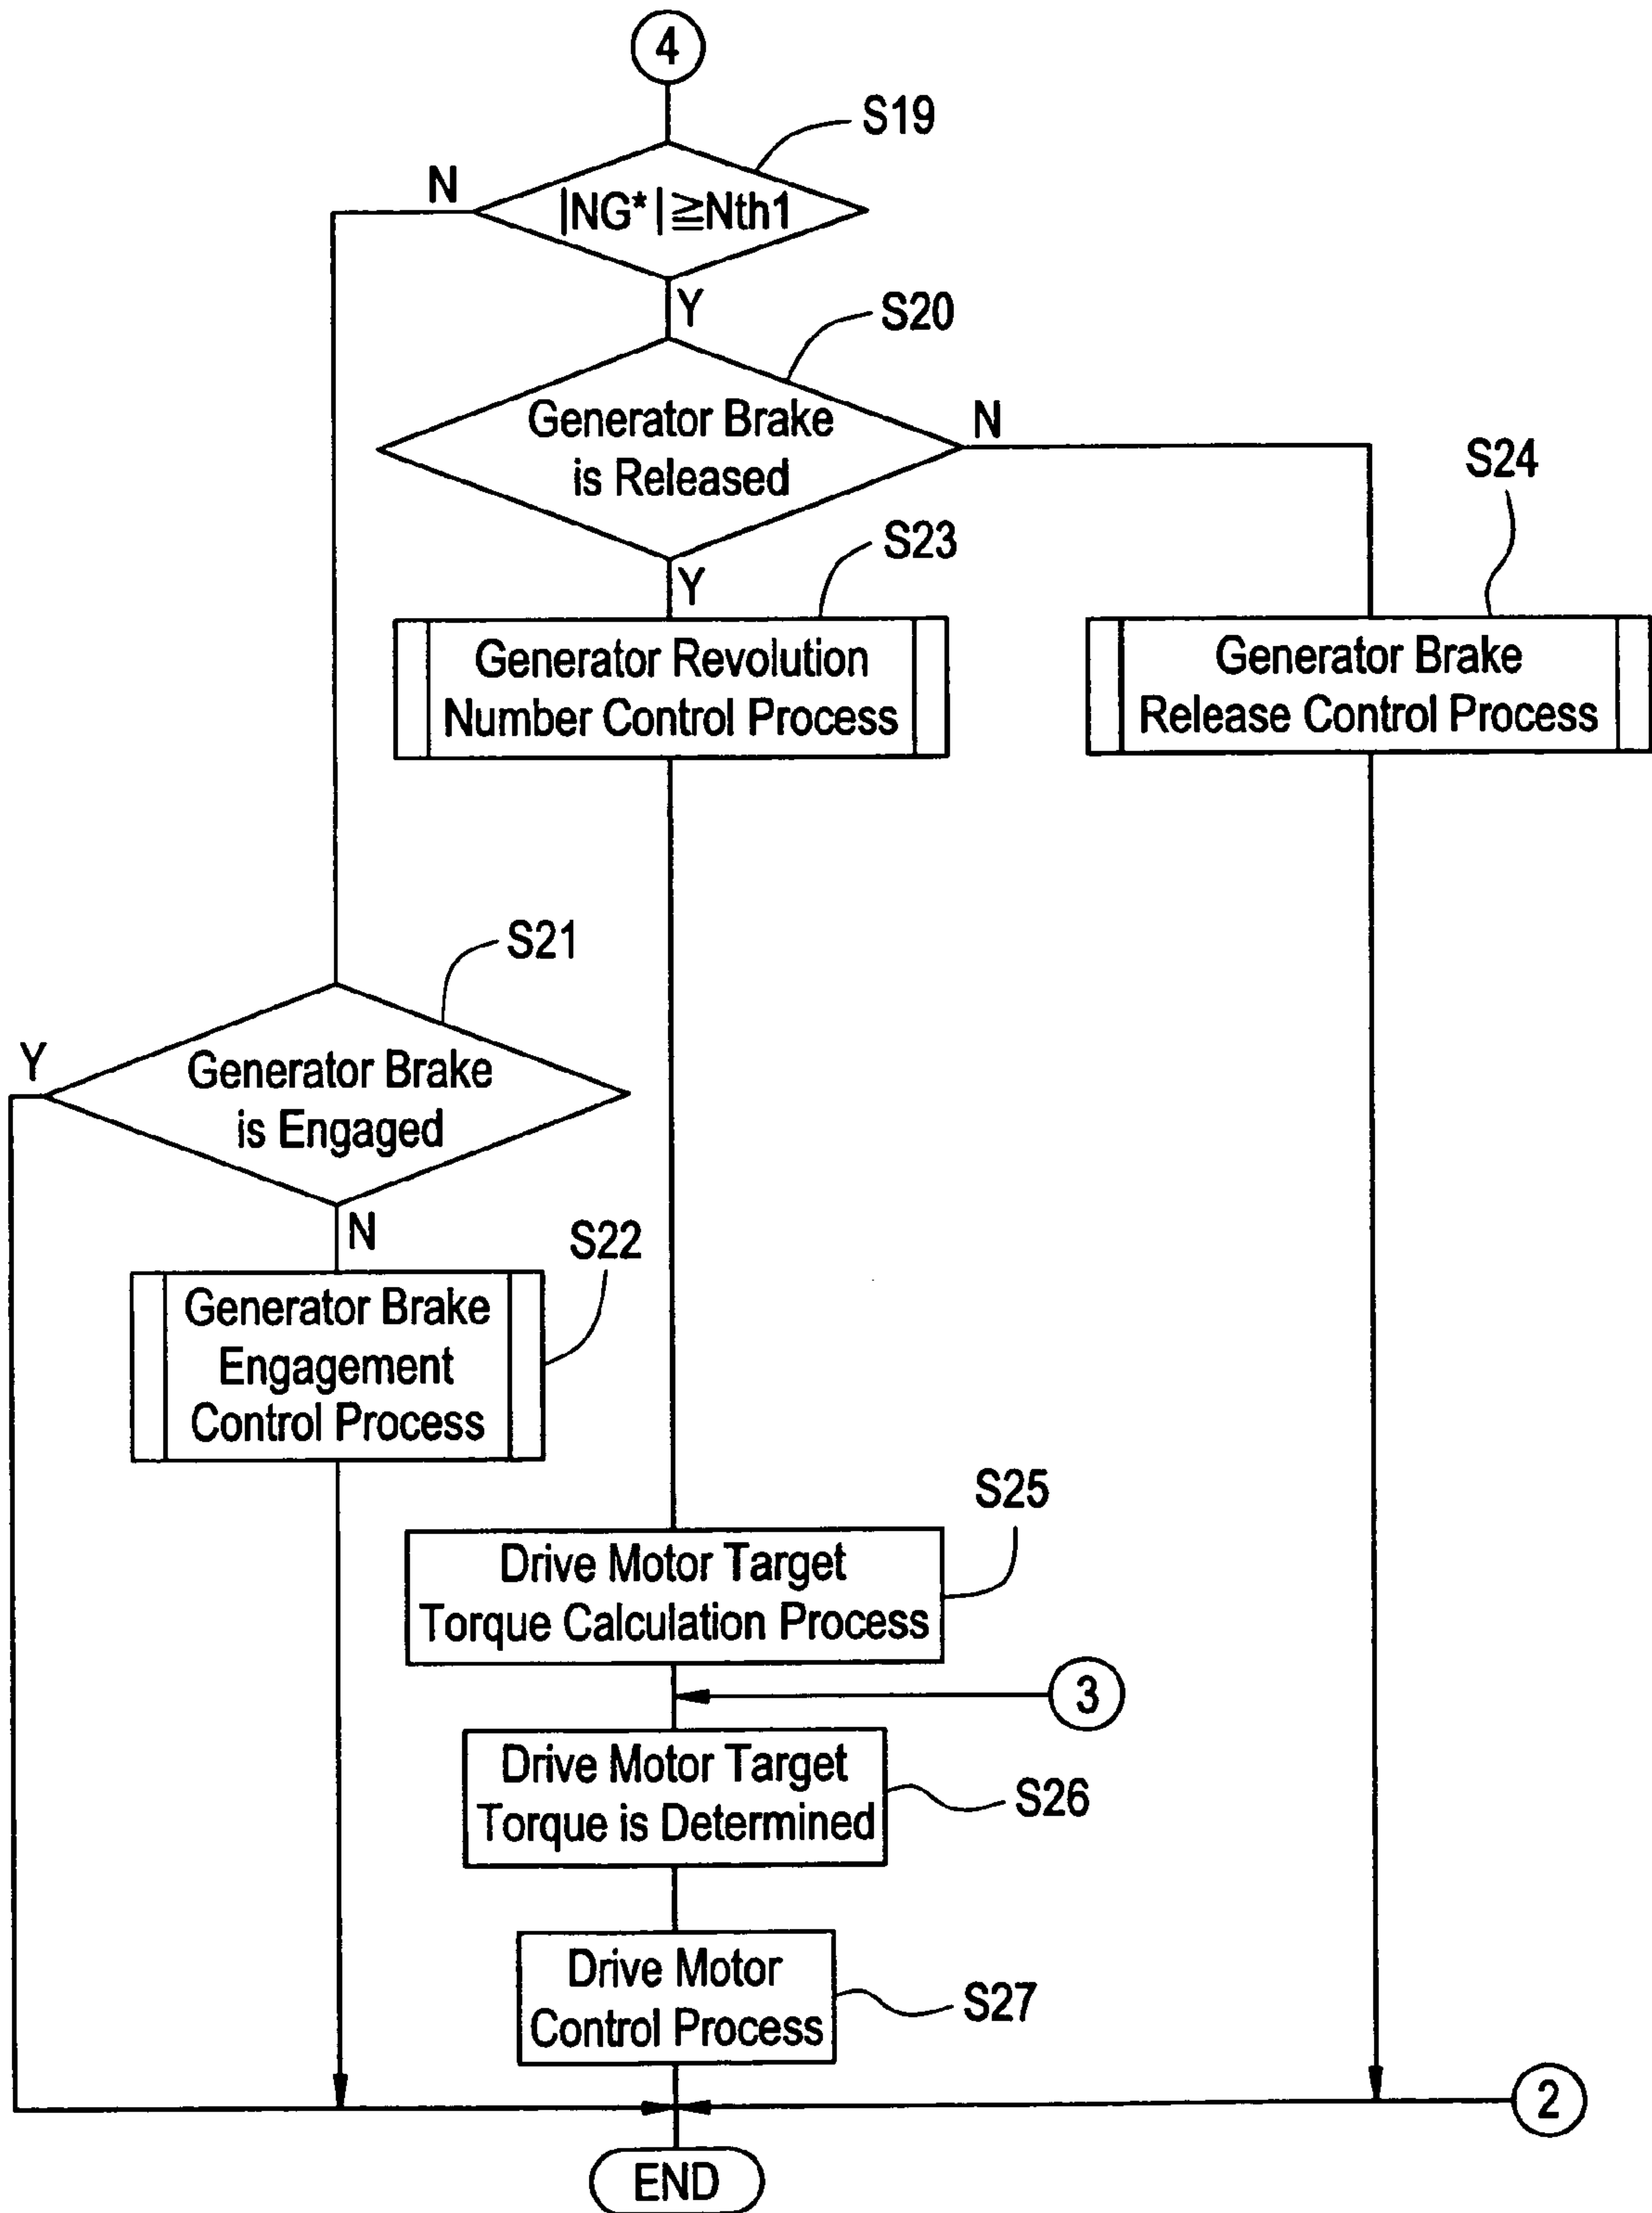 4
S19
N
|NG*|≧Nth1
Y
S20
Generator Brake
is Released
N
S24
S23
Y
Generator Revolution
Number Control Process
Generator Brake
Release Control Process
S21
Y
Generator Brake
is Engaged
N
S22
Generator Brake
Engagement
Control Process
S25
Drive Motor Target
Torque Calculation Process
3
Drive Motor Target
Torque is Determined
S26
Drive Motor
Control Process
S27
2
END